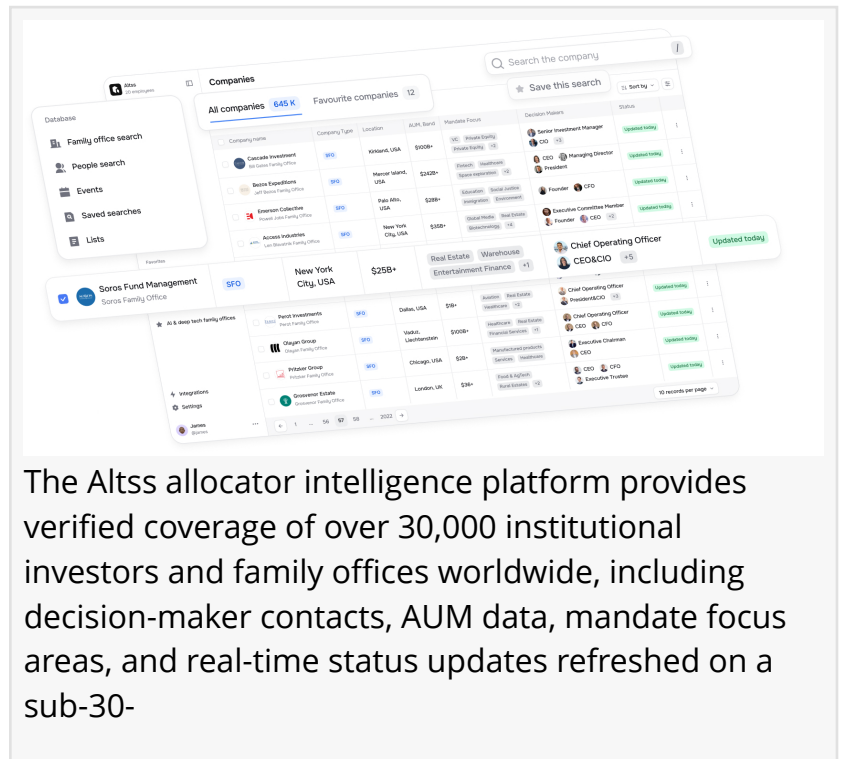 Altss
20 employees
Companies
Search the company
/
Save this search
Sort by
Database
Family office search
People search
Events
Saved searches
Lists
All companies 645 K
Favourite companies 12
Company name Company Type Location AUM, Band Mandate Focus Decision Makers Status
Cascade Investment
Bill Gates Family Office
SFO
Kirkland, USA
$100B+
VC Private Equity
Private Equity +2
Senior Investment Manager
CIO +3
Updated today
Bezos Expeditions
Jeff Bezos Family Office
SFO
Mercer Island,
USA
$242B+
Fintech Healthcare
Space exploration +2
CEO Managing Director
President
Updated today
Emerson Collective
Powell Jobs Family Office
SFO
Palo Alto,
USA
$28B+
Education Social Justice
Immigration Environment
Founder CFO
Updated today
Access Industries
Len Blavatnik Family Office
SFO
New York
City, USA
$35B+
Global Media Real Estate
Biotechnology
Executive Committee Member
Founder CEO
Updated today
Favorites
Soros Fund Management
Soros Family Office
SFO
New York
City, USA
$25B+
Real Estate Warehouse
Entertainment Finance +1
Chief Operating Officer
CEO&CIO +5
Updated today
AI & deep tech family offices
Perot Investments
Perot Family Office
SFO
Dallas, USA
$1B+
Aviation Real Estate
Healthcare +2
Chief Operating Officer
President&CIO
Updated today
Olayan Group
Olayan Family Office
SFO
Vaduz,
Liechtenstein
$100B+
Healthcare Real Estate
Financial Services +1
Chief Operating Officer
CEO CFO
Updated today
Pritzker Group
Pritzker Family Office
SFO
Chicago, USA
$2B+
Manufactured products
Services Healthcare
Executive Chairman
CEO
Updated today
Grosvenor Estate
Grosvenor Family Office
SFO
London, UK
$36+
Food & AgTech
Rural Estates +2
CEO CFO
Executive Trustee
Updated today
Integrations
Settings
James
@james
1 ... 56 57 58 ... 2022
10 records per page
The Altss allocator intelligence platform provides
verified coverage of over 30,000 institutional
investors and family offices worldwide, including
decision-maker contacts, AUM data, mandate focus
areas, and real-time status updates refreshed on a
sub-30-